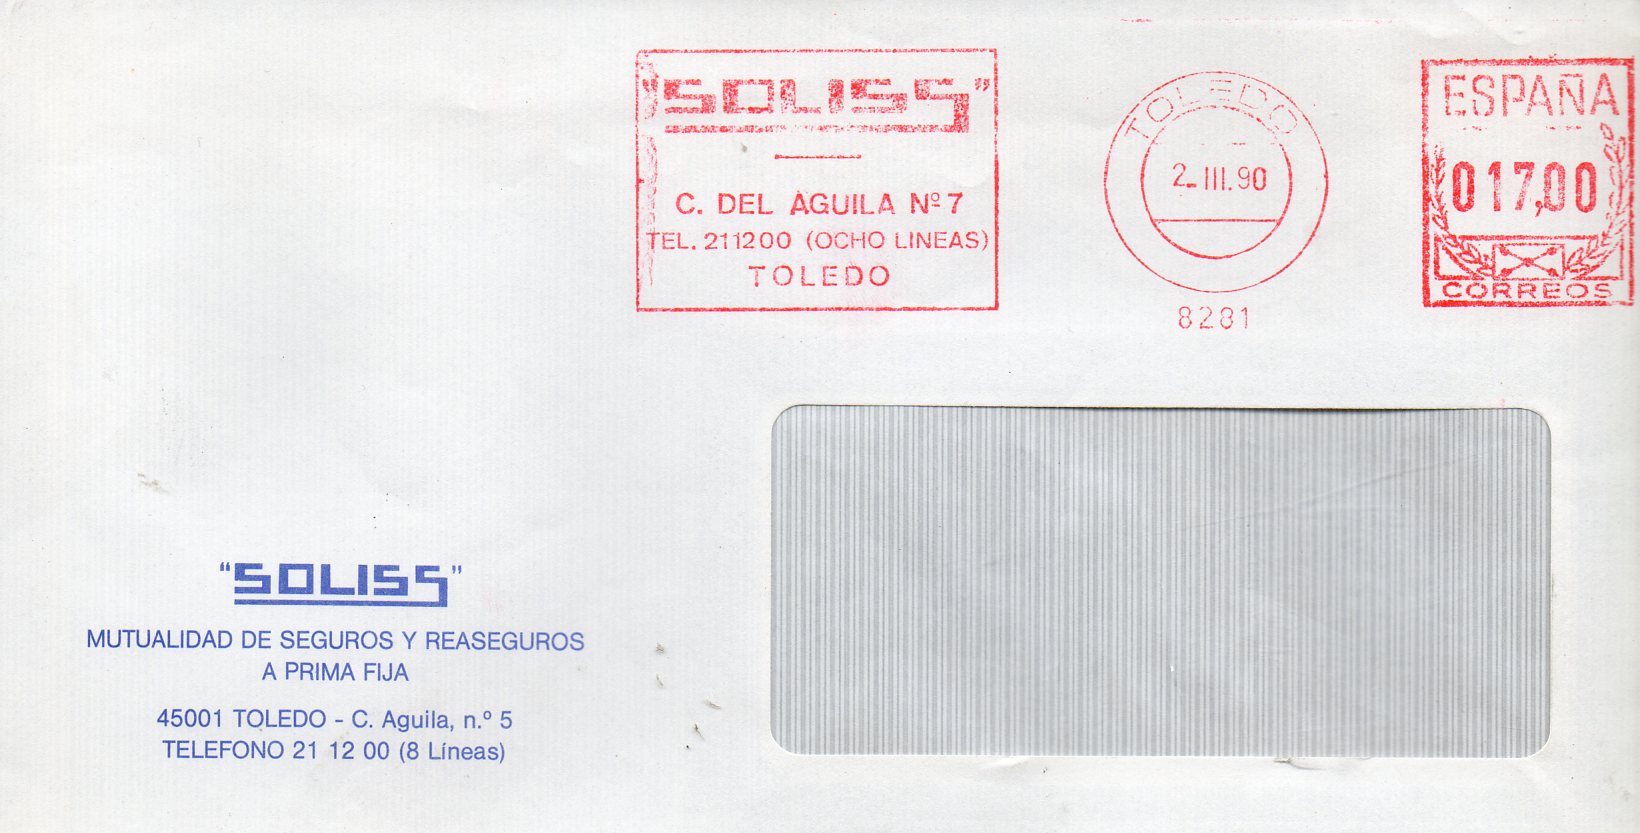 "SOLISS"
C. DEL AGUILA Nº 7
TEL. 211200 (OCHO LINEAS)
TOLEDO
TOLEDO
2-III.90
8281
ESPAÑA
017,00
CORREOS
"SOLISS"
MUTUALIDAD DE SEGUROS Y REASEGUROS
A PRIMA FIJA
45001 TOLEDO - C. Aguila, n.º 5
TELEFONO 21 12 00 (8 Líneas)